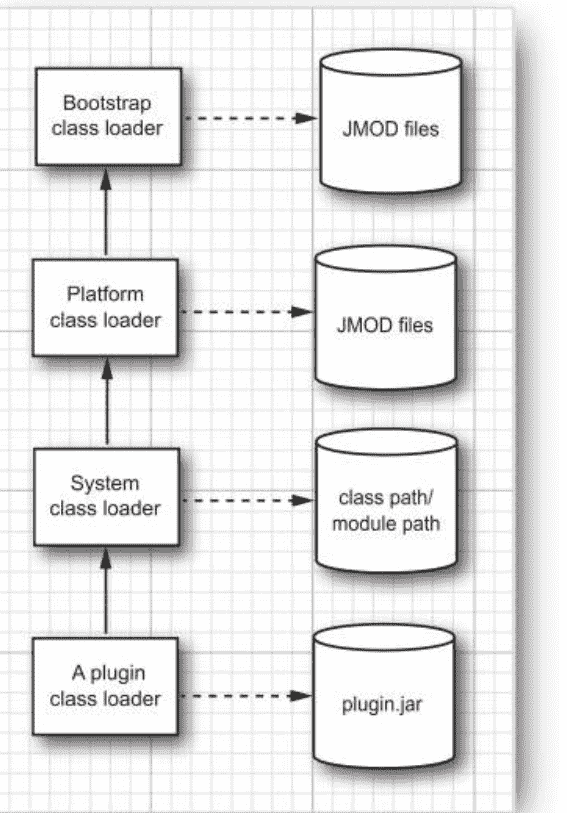 Bootstrap
class loader
JMOD files
Platform
class loader
JMOD files
System
class loader
class path/
module path
A plugin
class loader
plugin.jar